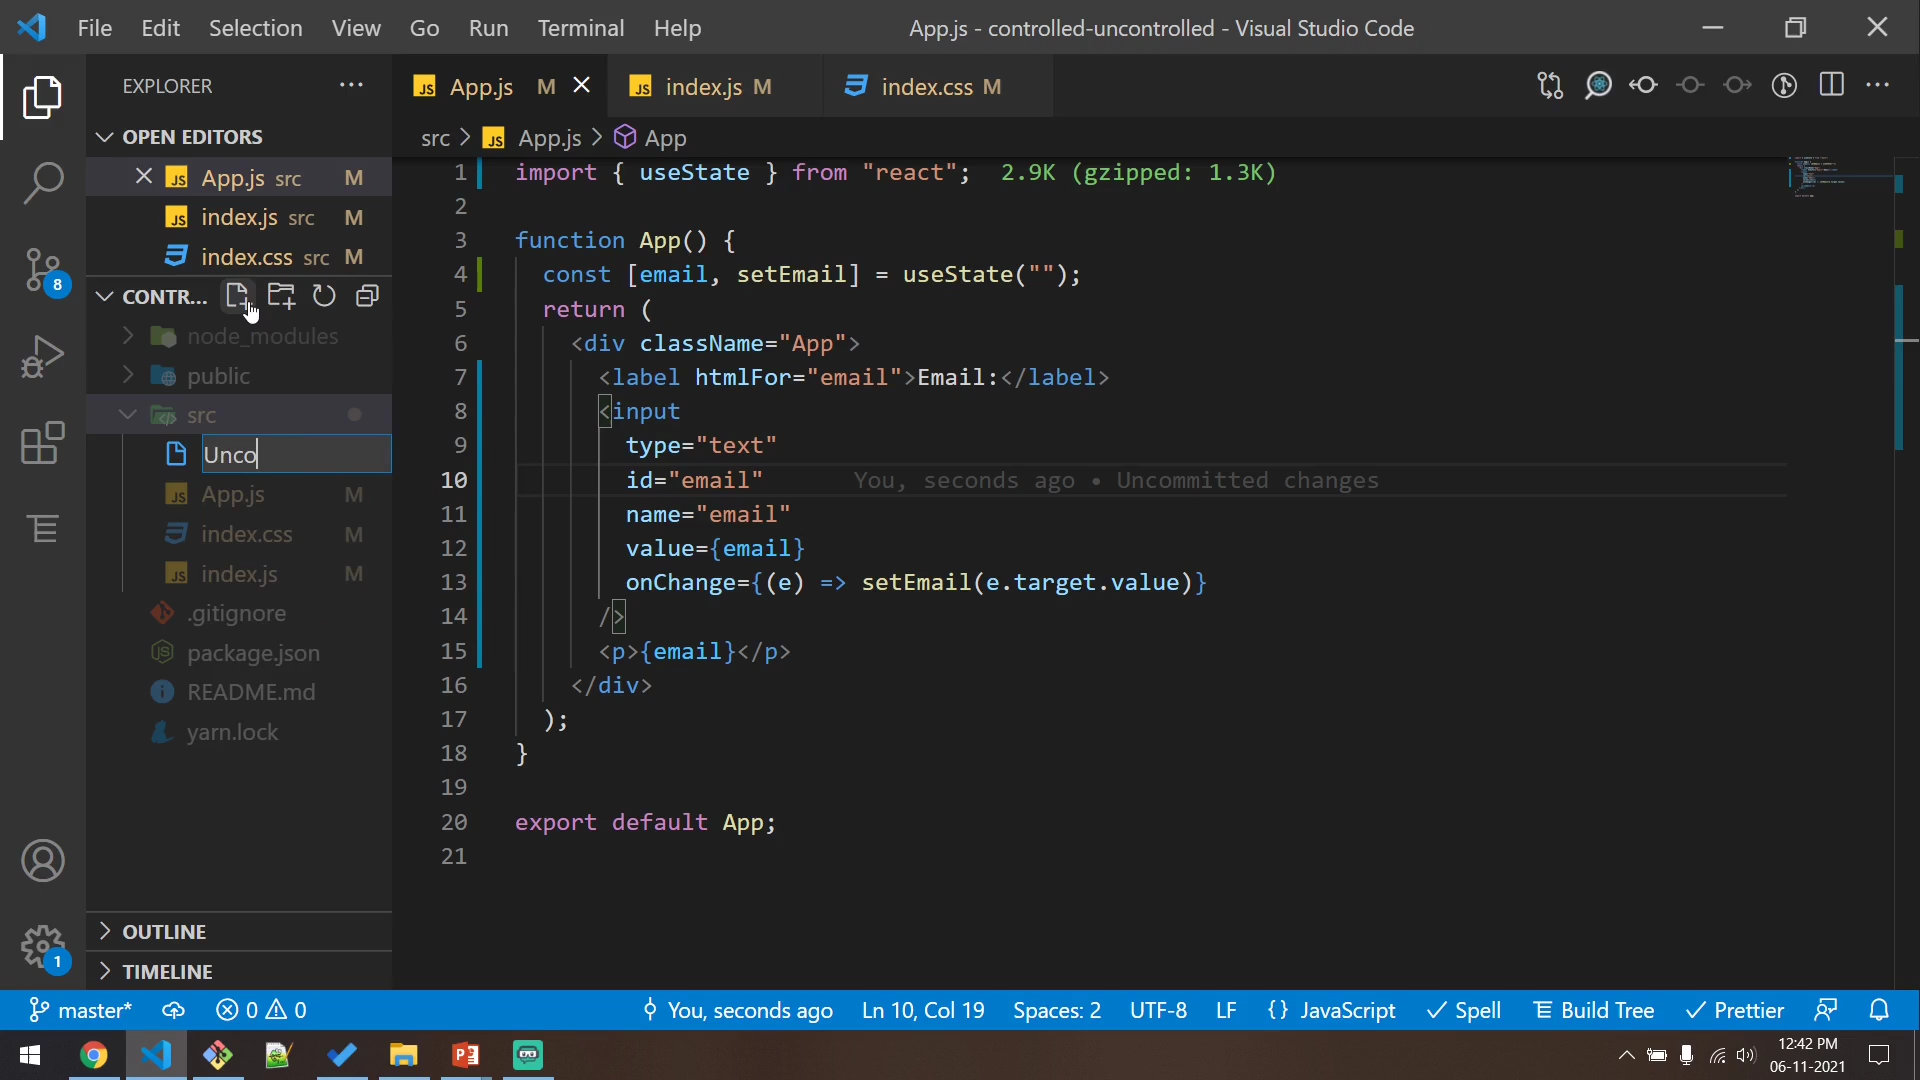 File Edit Selection View Go Run Terminal Help
App.js - controlled-uncontrolled - Visual Studio Code
EXPLORER
App.js M
index.js M
index.css M
OPEN EDITORS
src > App.js > App
App.js src M
index.js src M
index.css src M
CONTR...
node_modules
public
src
Unco
App.js M
index.css M
index.js M
.gitignore
package.json
README.md
yarn.lock
OUTLINE
TIMELINE
8
1
1 import { useState } from "react"; 2.9K (gzipped: 1.3K)
2
3 function App() {
4 const [email, setEmail] = useState("");
5 return (
6 <div className="App">
7 <label htmlFor="email">Email:</label>
8 <input
9 type="text"
10 id="email" You, seconds ago • Uncommitted changes
11 name="email"
12 value={email}
13 onChange={(e) => setEmail(e.target.value)}
14 />
15 <p>{email}</p>
16 </div>
17 );
18 }
19
20 export default App;
21
master* 0 0 You, seconds ago Ln 10, Col 19 Spaces: 2 UTF-8 LF {} JavaScript Spell Build Tree Prettier
12:42 PM
06-11-2021